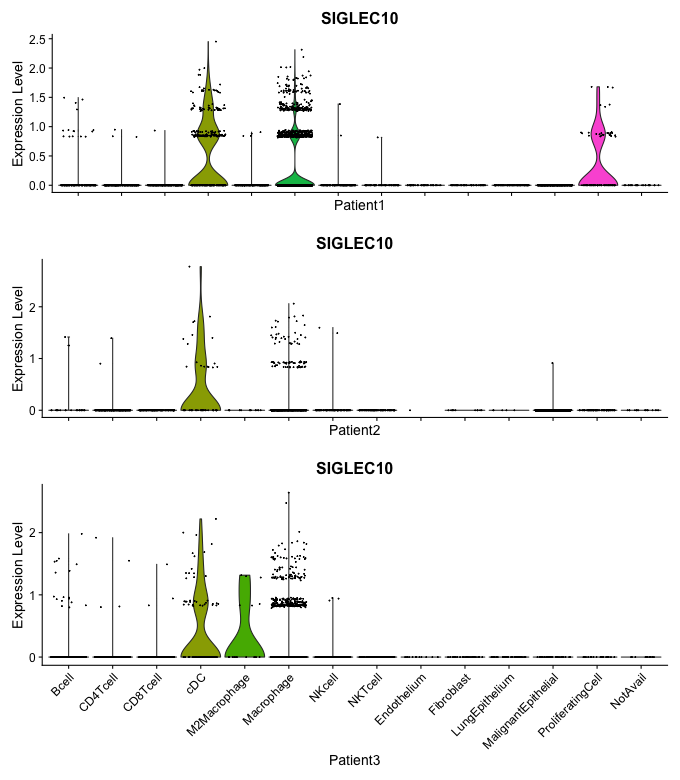 SIGLEC10
Expression Level
2.5
2.0
1.5
1.0
0.5
0.0
Patient1
SIGLEC10
Expression Level
2
1
0
Patient2
SIGLEC10
Expression Level
2
1
0
Bcell
CD4Tcell
CD8Tcell
cDC
M2Macrophage
Macrophage
NKcell
NKTcell
Endothelium
Fibroblast
LungEpithelium
MalignantEpithelial
ProliferatingCell
NotAvail
Patient3